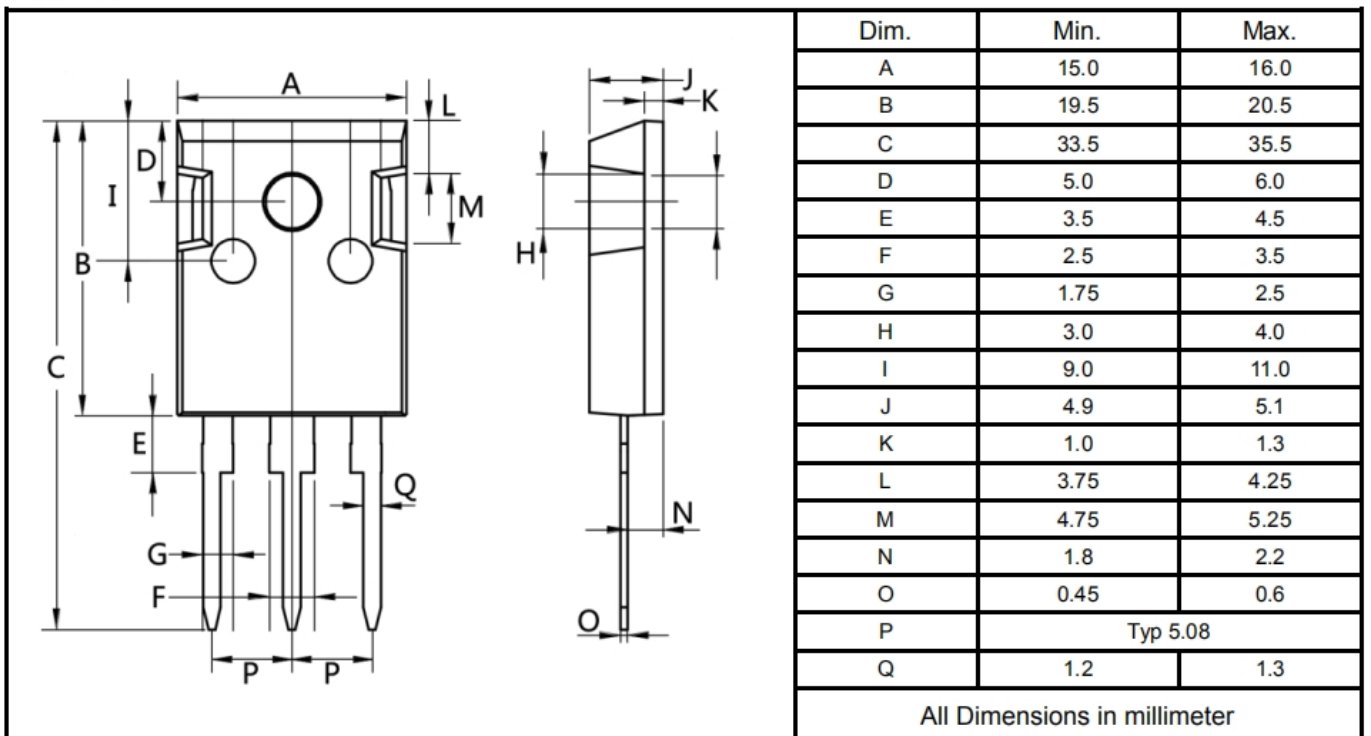 A
L
D
I
M
B
C
E
Q
G
F
P P
J
K
H
N
O
Dim. Min. Max.
A 15.0 16.0
B 19.5 20.5
C 33.5 35.5
D 5.0 6.0
E 3.5 4.5
F 2.5 3.5
G 1.75 2.5
H 3.0 4.0
I 9.0 11.0
J 4.9 5.1
K 1.0 1.3
L 3.75 4.25
M 4.75 5.25
N 1.8 2.2
O 0.45 0.6
P Typ 5.08
Q 1.2 1.3
All Dimensions in millimeter